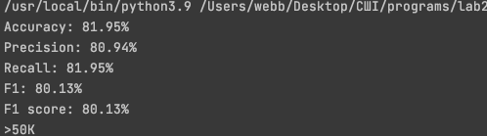 /usr/local/bin/python3.9 /Users/webb/Desktop/СШІ/programs/lab2
Accuracy: 81.95%
Precision: 80.94%
Recall: 81.95%
F1: 80.13%
F1 score: 80.13%
>50K